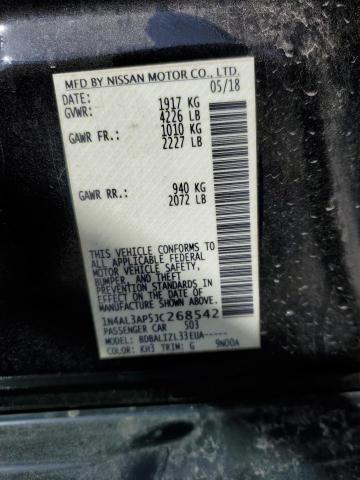 MFD BY NISSAN MOTOR CO., LTD.
DATE: 05/18
GVWR: 1917 KG
4226 LB
GAWR FR.: 1010 KG
2227 LB
GAWR RR.: 940 KG
2072 LB
THIS VEHICLE CONFORMS TO
ALL APPLICABLE FEDERAL
MOTOR VEHICLE SAFETY,
BUMPER, AND THEFT
PREVENTION STANDARDS IN
EFFECT ON THE DATE OF
MANUFACTURE SHOWN ABOVE.
1N4AL3AP5JC268542
PASSENGER CAR 503
MODEL: BDBALIZL33EUA-----
COLOR: KH3 TRIM: G 9N00A